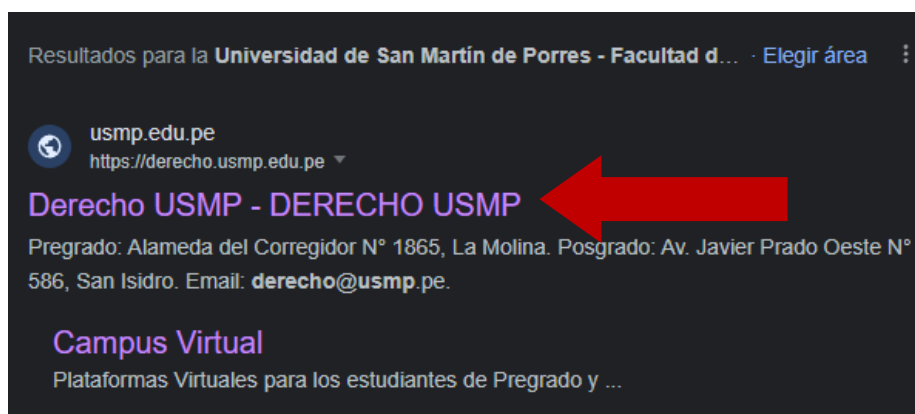 Resultados para la Universidad de San Martín de Porres - Facultad d... · Elegir área
usmp.edu.pe
https://derecho.usmp.edu.pe
Derecho USMP - DERECHO USMP
Pregrado: Alameda del Corregidor N° 1865, La Molina. Posgrado: Av. Javier Prado Oeste N°
586, San Isidro. Email: derecho@usmp.pe.
Campus Virtual
Plataformas Virtuales para los estudiantes de Pregrado y ...